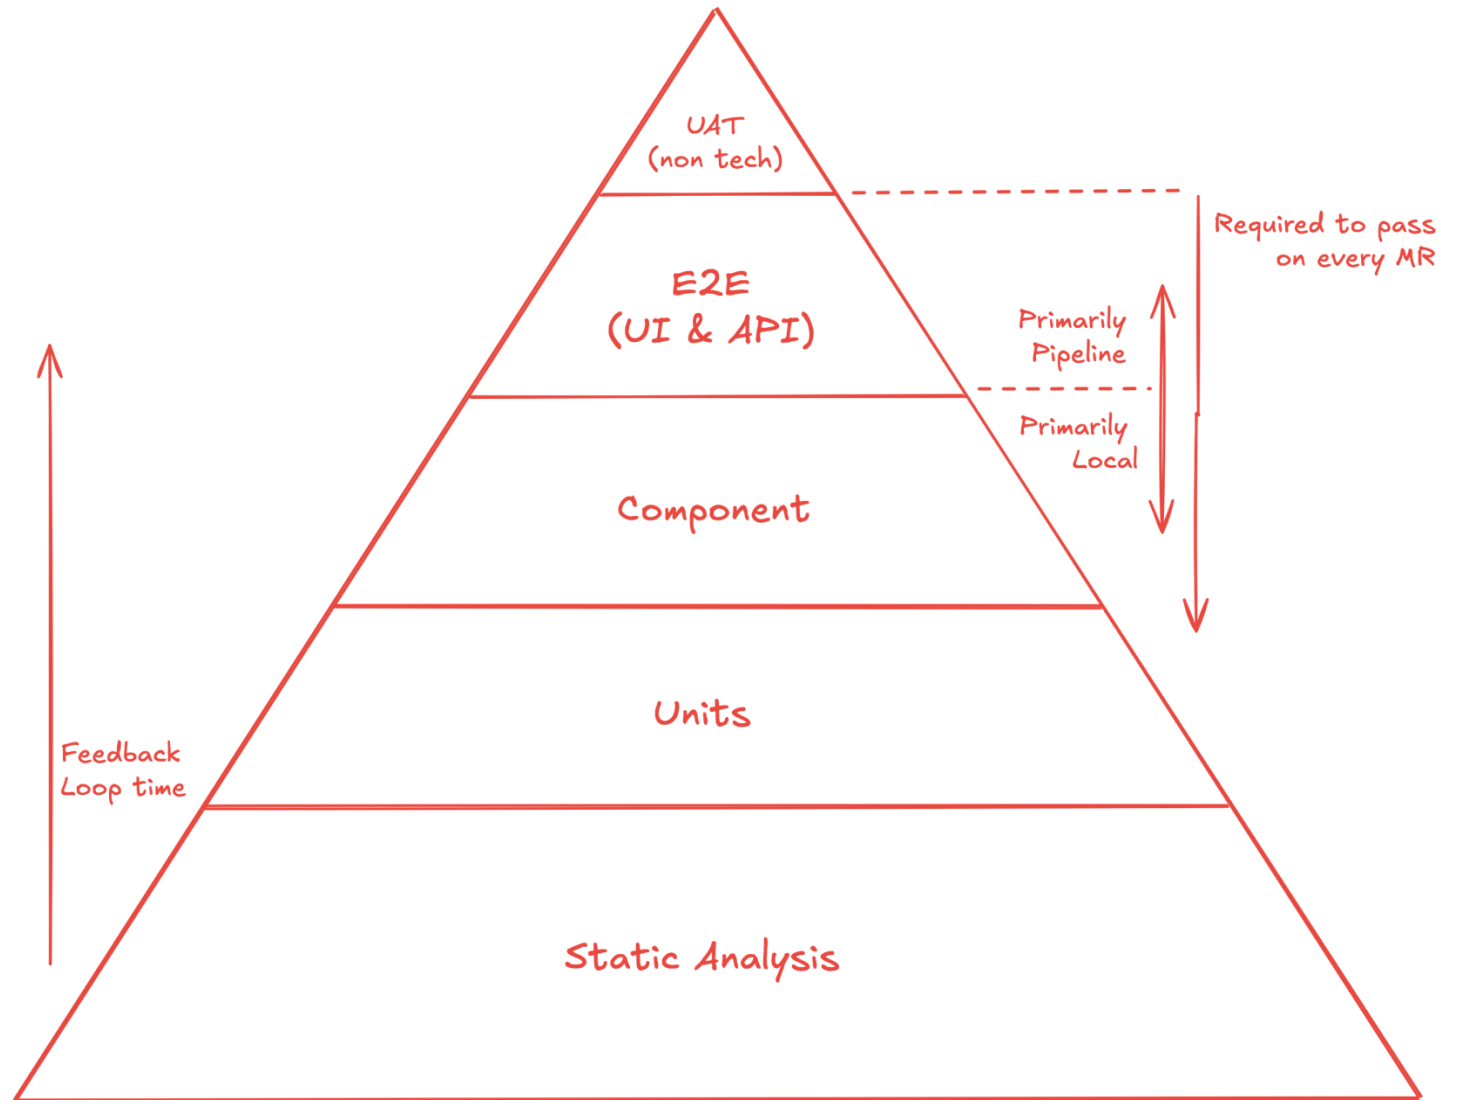 UAT
(non tech)
Required to pass
on every MR
E2E
(UI & API)
Primarily
Pipeline
Primarily
Local
Component
Units
Feedback
Loop time
Static Analysis